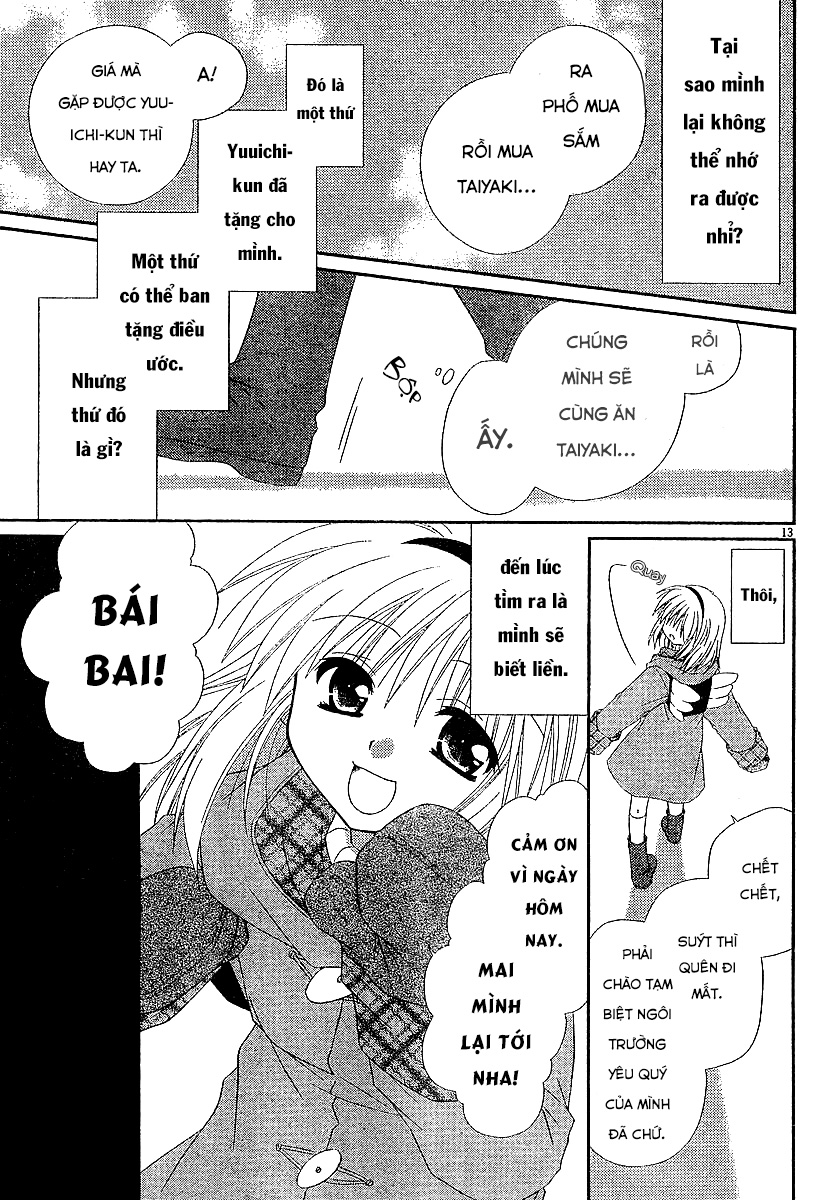 Tại
sao mình
lại không
thể nhớ
ra được
nhỉ?
RA
PHỐ MUA
SẮM
RỒI MUA
TAIYAKI...
Đó là
một thứ
Yuuichi-
kun đã
tặng cho
mình.
A!
GIÁ MÀ
GẶP ĐƯỢC YUU-
ICHI-KUN THÌ
HAY TA.
Một thứ
có thể ban
tặng điều
ước.
Nhưng
thứ đó
là gì?
RỒI
LÀ
CHÚNG
MÌNH SẼ
CÙNG ĂN
TAIYAKI...
ẤY.
BỘP
13
Thôi,
Quay
CHẾT
CHẾT,
SUÝT THÌ
QUÊN ĐI
MẤT.
PHẢI
CHÀO TẠM
BIỆT NGÔI
TRƯỜNG
YÊU QUÝ
CỦA MÌNH
ĐÃ CHỨ.
đến lúc
tìm ra là
mình sẽ
biết liền.
CẢM ƠN
VÌ NGÀY
HÔM
NAY.
MAI
MÌNH
LẠI TỚI
NHA!
BÁI
BAI!